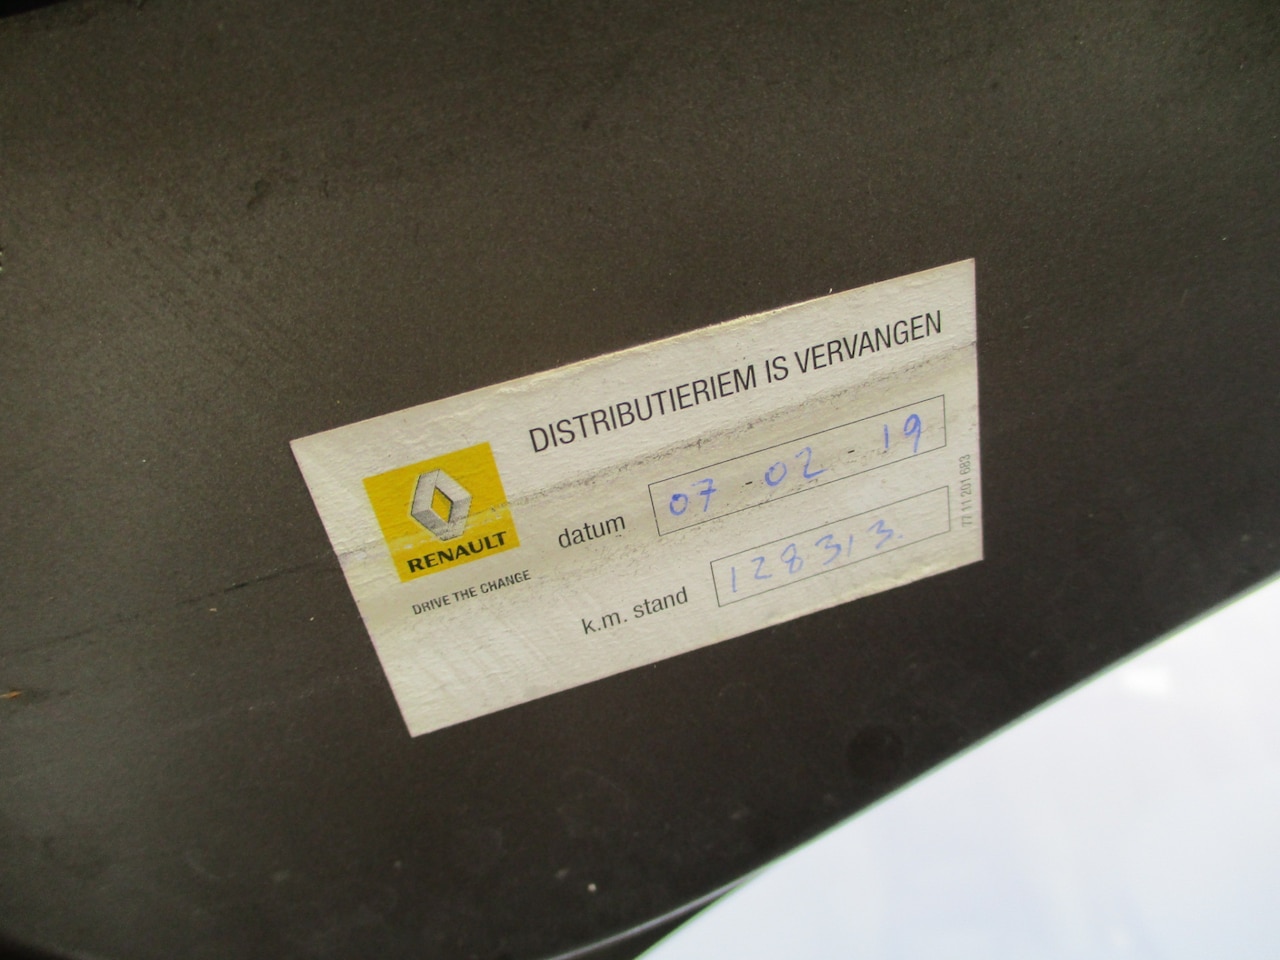 DISTRIBUTIERIEM IS VERVANGEN
RENAULT
DRIVE THE CHANGE
datum 07-02-19
k.m. stand 128313.
77 11 201 683